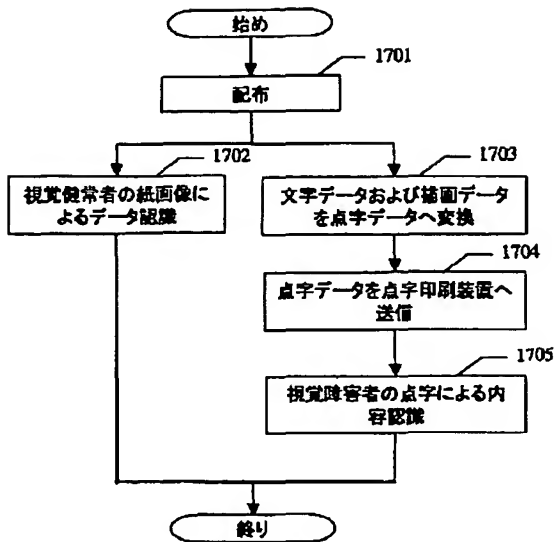 始め
1701
配布
1702
視覚健常者の紙画像に
よるデータ認識
1703
文字データおよび描画データ
を点字データへ変換
1704
点字データを点字印刷装置へ
送信
1705
視覚障害者の点字による内
容認識
終り